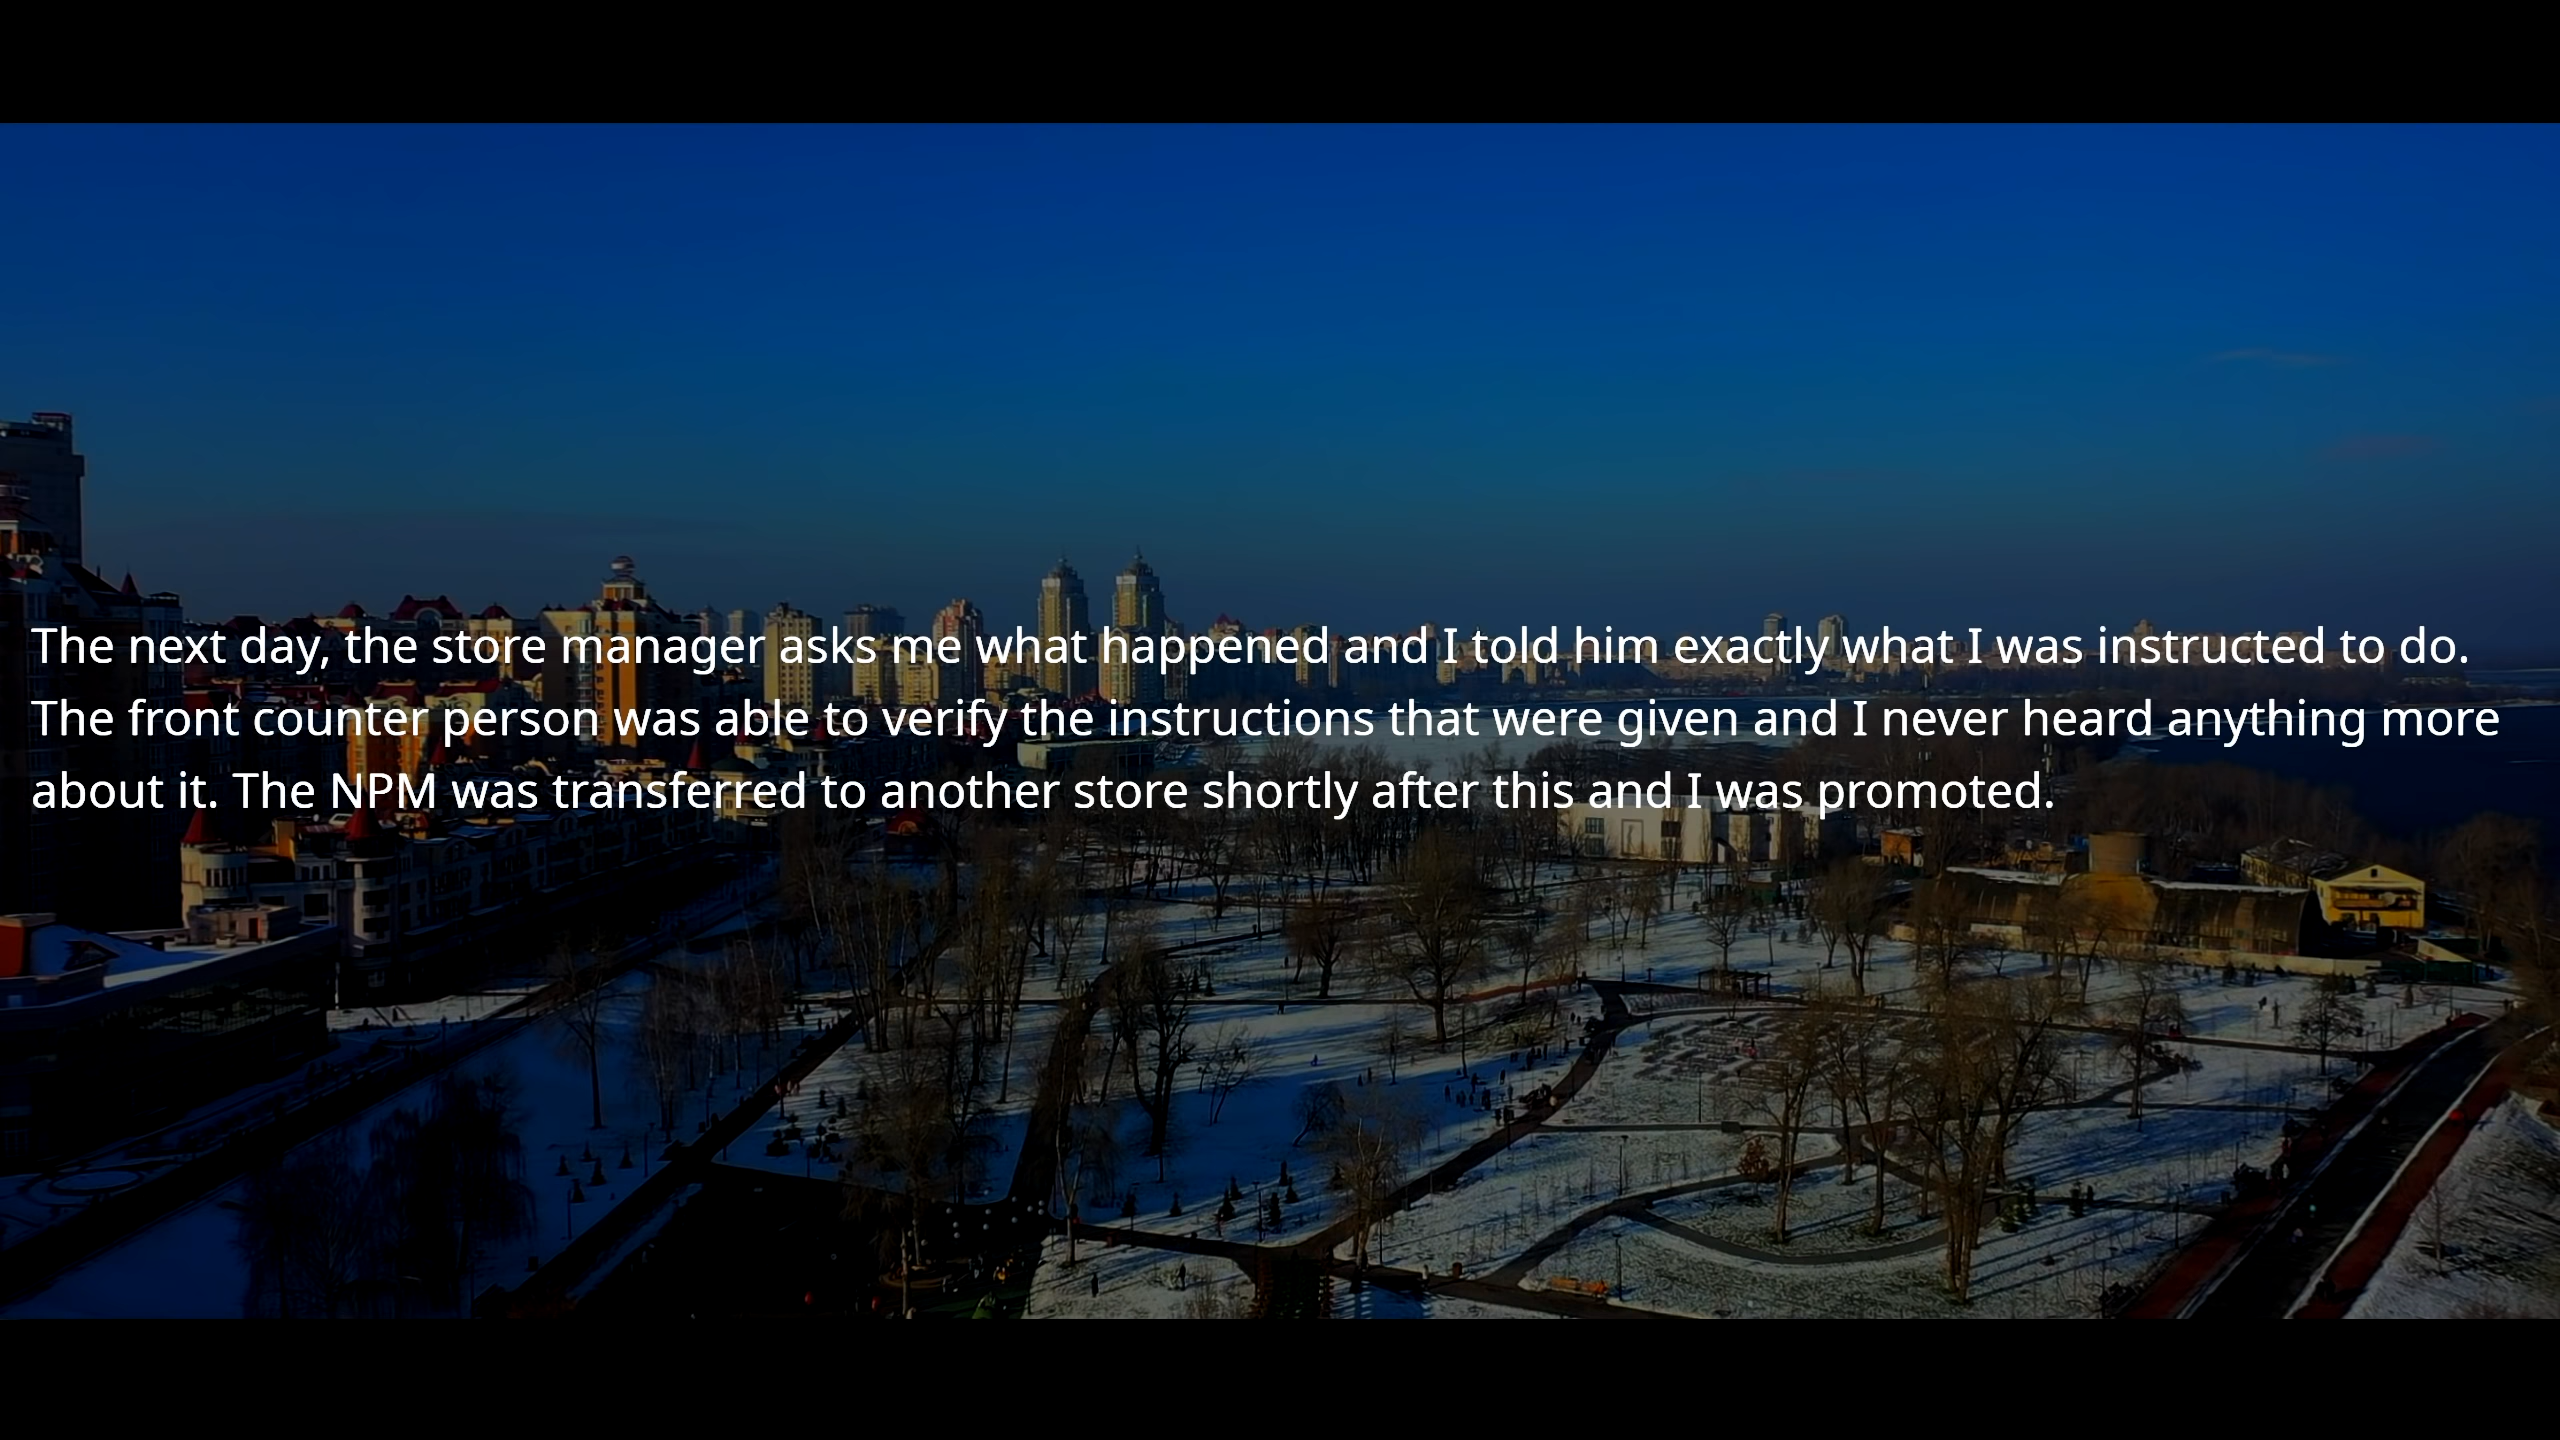 The next day, the store manager asks me what happened and I told him exactly what I was instructed to do.
The front counter person was able to verify the instructions that were given and I never heard anything more
about it. The NPM was transferred to another store shortly after this and I was promoted.